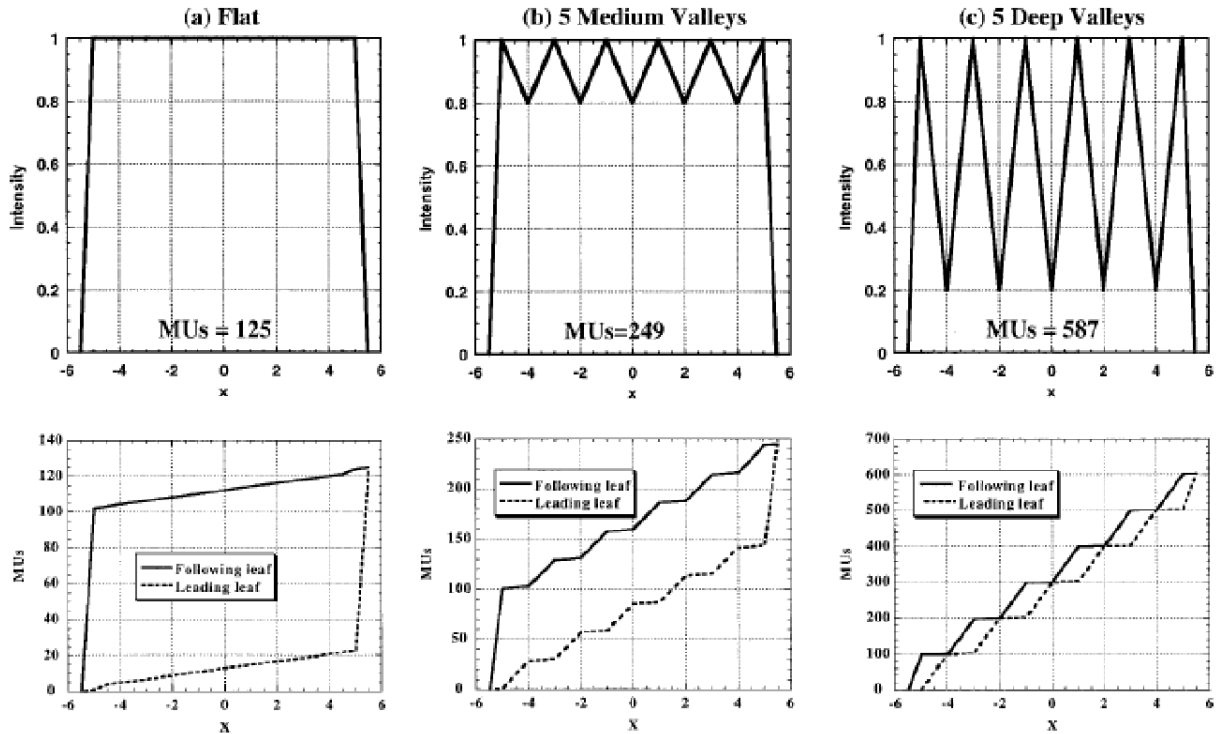 (a) Flat
Intensity
1
0.8
0.6
0.4
0.2
0
MUs = 125
-6 -4 -2 0 2 4 6
x
(b) 5 Medium Valleys
Intensity
1
0.8
0.6
0.4
0.2
0
MUs=249
-6 -4 -2 0 2 4 6
x
(c) 5 Deep Valleys
Intensity
1
0.8
0.6
0.4
0.2
0
MUs = 587
-6 -4 -2 0 2 4 6
x
MUs
140
120
100
80
60
40
20
0
Following leaf
Leading leaf
-6 -4 -2 0 2 4 6
X
MUs
250
200
150
100
50
0
Following leaf
Leading leaf
-6 -4 -2 0 2 4 6
X
MUs
700
600
500
400
300
200
100
0
Following leaf
Leading leaf
-6 -4 -2 0 2 4 6
X